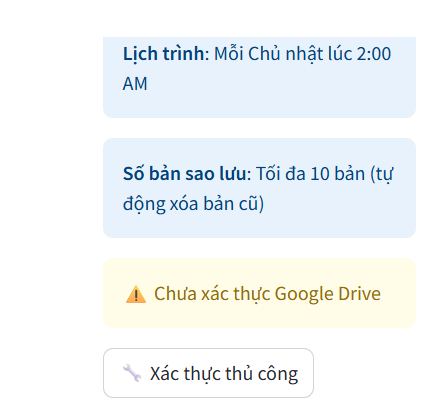 Lịch trình: Mỗi Chủ nhật lúc 2:00
AM
Số bản sao lưu: Tối đa 10 bản (tự
động xóa bản cũ)
⚠️ Chưa xác thực Google Drive
🔧 Xác thực thủ công